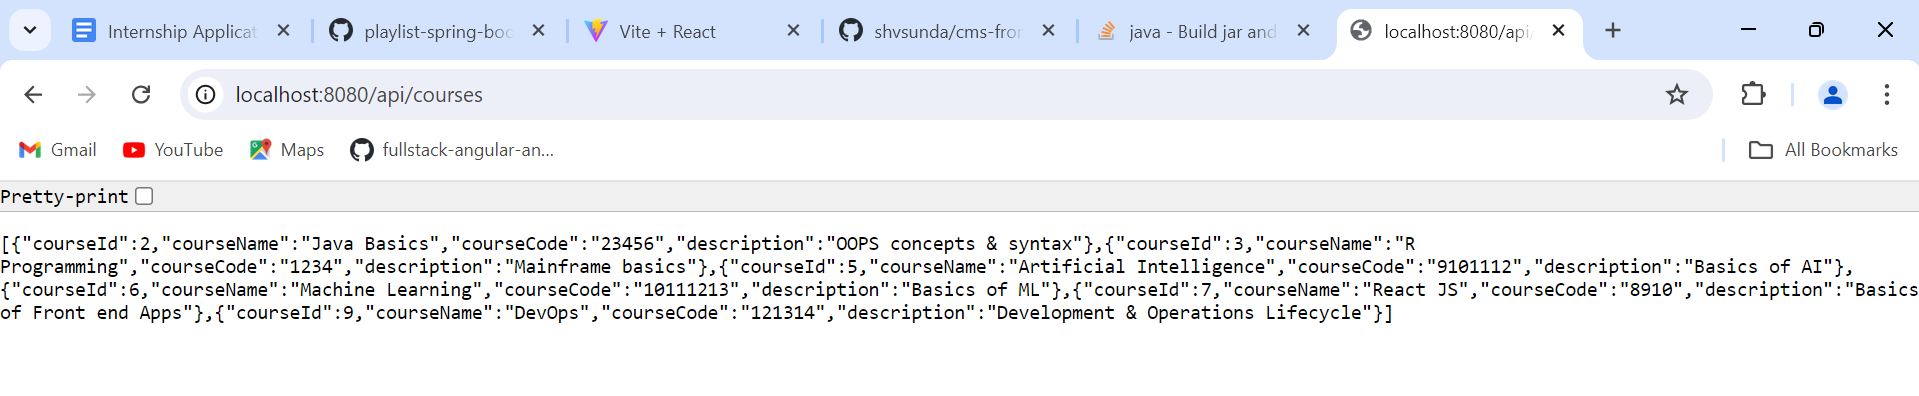 Internship Applicat
playlist-spring-boo
Vite + React
shvsunda/cms-fron
java - Build jar and
localhost:8080/api/
localhost:8080/api/courses
Gmail
YouTube
Maps
fullstack-angular-an...
All Bookmarks
Pretty-print
[{"courseId":2,"courseName":"Java Basics","courseCode":"23456","description":"OOPS concepts & syntax"},{"courseId":3,"courseName":"R
Programming","courseCode":"1234","description":"Mainframe basics"},{"courseId":5,"courseName":"Artificial Intelligence","courseCode":"9101112","description":"Basics of AI"},
{"courseId":6,"courseName":"Machine Learning","courseCode":"10111213","description":"Basics of ML"},{"courseId":7,"courseName":"React JS","courseCode":"8910","description":"Basics
of Front end Apps"},{"courseId":9,"courseName":"DevOps","courseCode":"121314","description":"Development & Operations Lifecycle"}]